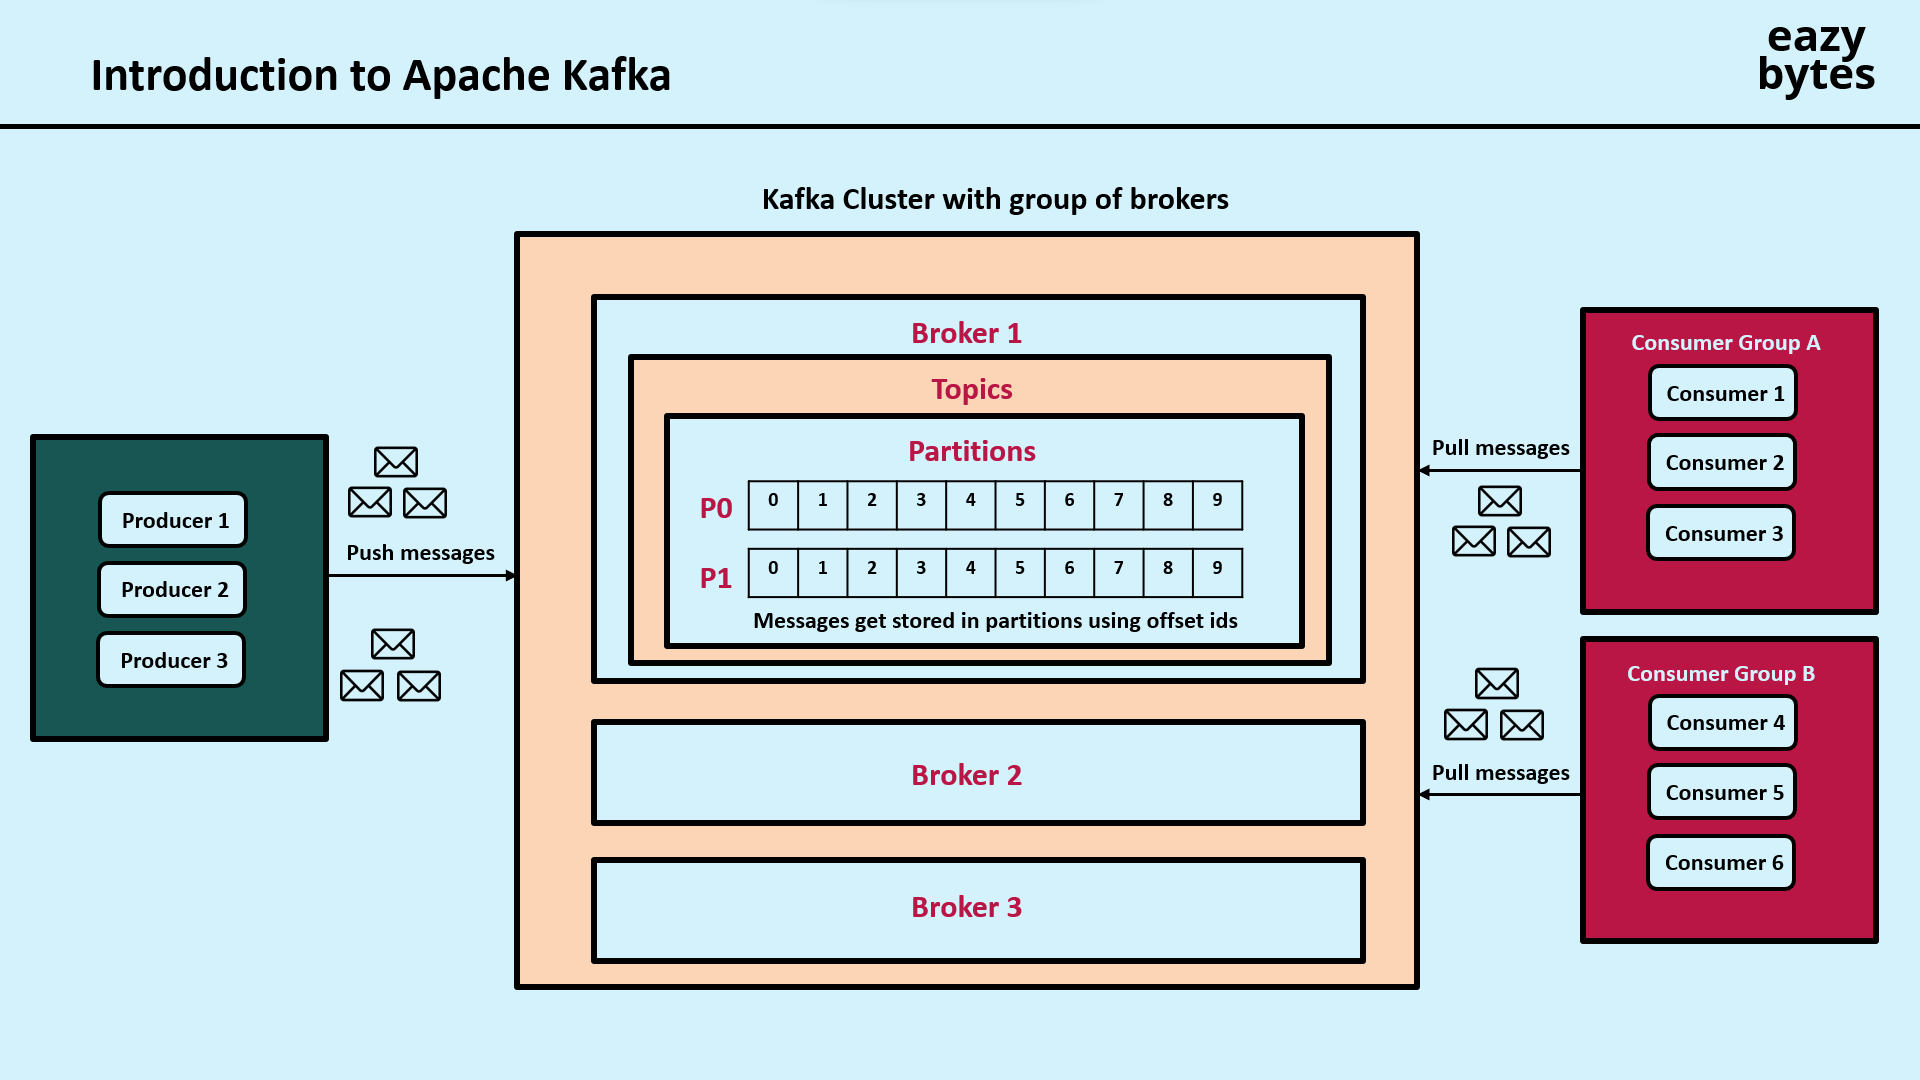 Introduction to Apache Kafka
eazy
bytes
Kafka Cluster with group of brokers
Producer 1
Producer 2
Producer 3
Push messages
Broker 1
Topics
Partitions
P0 0 1 2 3 4 5 6 7 8 9
P1 0 1 2 3 4 5 6 7 8 9
Messages get stored in partitions using offset ids
Broker 2
Broker 3
Pull messages
Pull messages
Consumer Group A
Consumer 1
Consumer 2
Consumer 3
Consumer Group B
Consumer 4
Consumer 5
Consumer 6